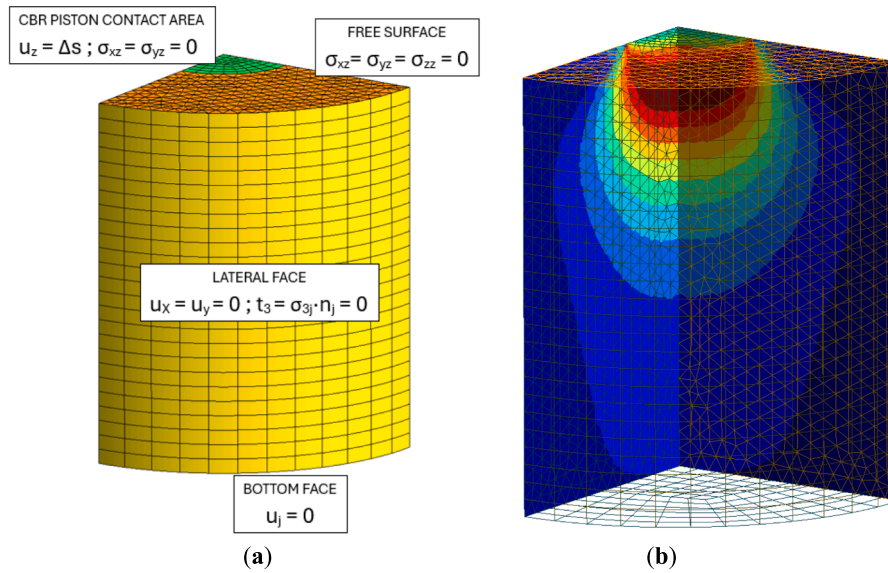 CBR PISTON CONTACT AREA
u_z = Δs ; σ_xz = σ_yz = 0
FREE SURFACE
σ_xz= σ_yz= σ_zz = 0
LATERAL FACE
u_X = u_y= 0 ; t_3 = σ_3j·n_j = 0
BOTTOM FACE
u_j = 0
(a)
(b)